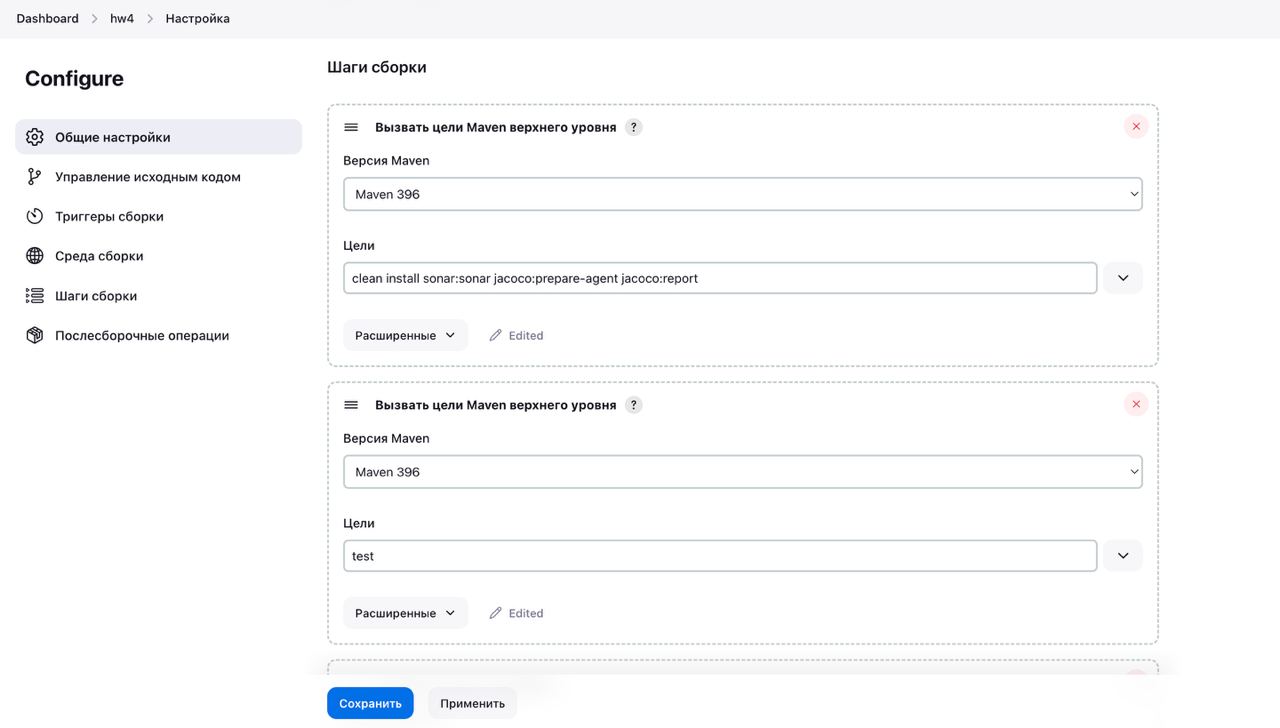 Dashboard > hw4 > Настройка
Configure
Общие настройки
Управление исходным кодом
Триггеры сборки
Среда сборки
Шаги сборки
Послесборочные операции
Шаги сборки
Вызвать цели Maven верхнего уровня ?
Версия Maven
Maven 396
Цели
clean install sonar:sonar jacoco:prepare-agent jacoco:report
Расширенные Edited
Вызвать цели Maven верхнего уровня ?
Версия Maven
Maven 396
Цели
test
Расширенные Edited
Сохранить Применить